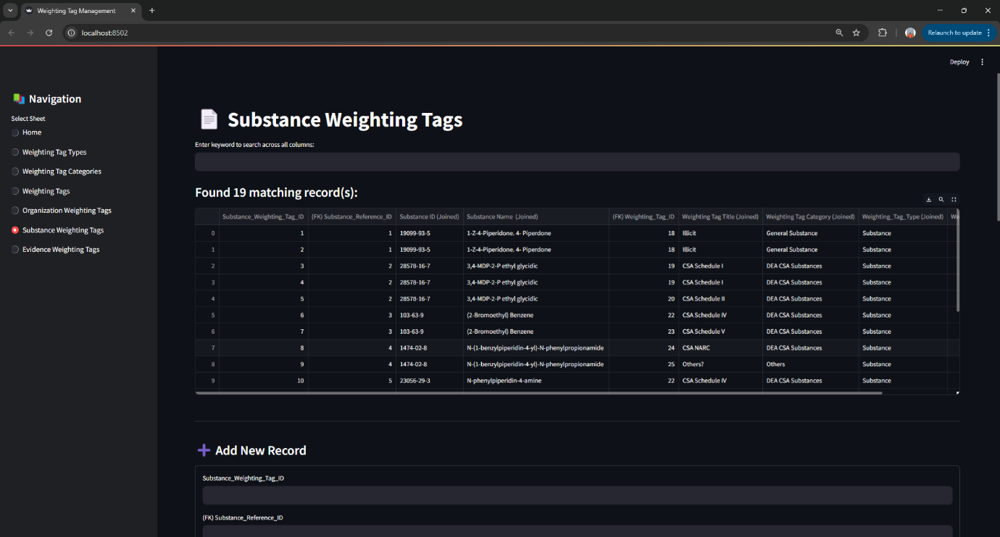 Weighting Tag Management
localhost:8502
Relaunch to update
Deploy
Navigation
Select Sheet
Home
Weighting Tag Types
Weighting Tag Categories
Weighting Tags
Organization Weighting Tags
Substance Weighting Tags
Evidence Weighting Tags
Substance Weighting Tags
Enter keyword to search across all columns:
Found 19 matching record(s):
Substance_Weighting_Tag_ID (FK) Substance_Reference_ID Substance ID (Joined) Substance Name (Joined) (FK) Weighting_Tag_ID Weighting Tag Title (Joined) Weighting Tag Category (Joined) Weighting_Tag_Type (Joined) We
0 1 1 19099-93-5 1-Z-4-Piperidone. 4- Piperdone 18 Illicit General Substance Substance
1 2 1 19099-93-5 1-Z-4-Piperidone. 4- Piperdone 18 Illicit General Substance Substance
2 3 2 28578-16-7 3,4-MDP-2-P ethyl glycidic 19 CSA Schedule I DEA CSA Substances Substance
3 4 2 28578-16-7 3,4-MDP-2-P ethyl glycidic 19 CSA Schedule I DEA CSA Substances Substance
4 5 2 28578-16-7 3,4-MDP-2-P ethyl glycidic 20 CSA Schedule II DEA CSA Substances Substance
5 6 3 103-63-9 (2-Bromoethyl) Benzene 22 CSA Schedule IV DEA CSA Substances Substance
6 7 3 103-63-9 (2-Bromoethyl) Benzene 23 CSA Schedule V DEA CSA Substances Substance
7 8 4 1474-02-8 N-(1-benzylpiperidin-4-yl)-N-phenylpropionamide 24 CSA NARC DEA CSA Substances Substance
8 9 4 1474-02-8 N-(1-benzylpiperidin-4-yl)-N-phenylpropionamide 25 Others? Others Substance
9 10 5 23056-29-3 N-phenylpiperidin-4-amine 22 CSA Schedule IV DEA CSA Substances Substance
Add New Record
Substance_Weighting_Tag_ID
(FK) Substance_Reference_ID